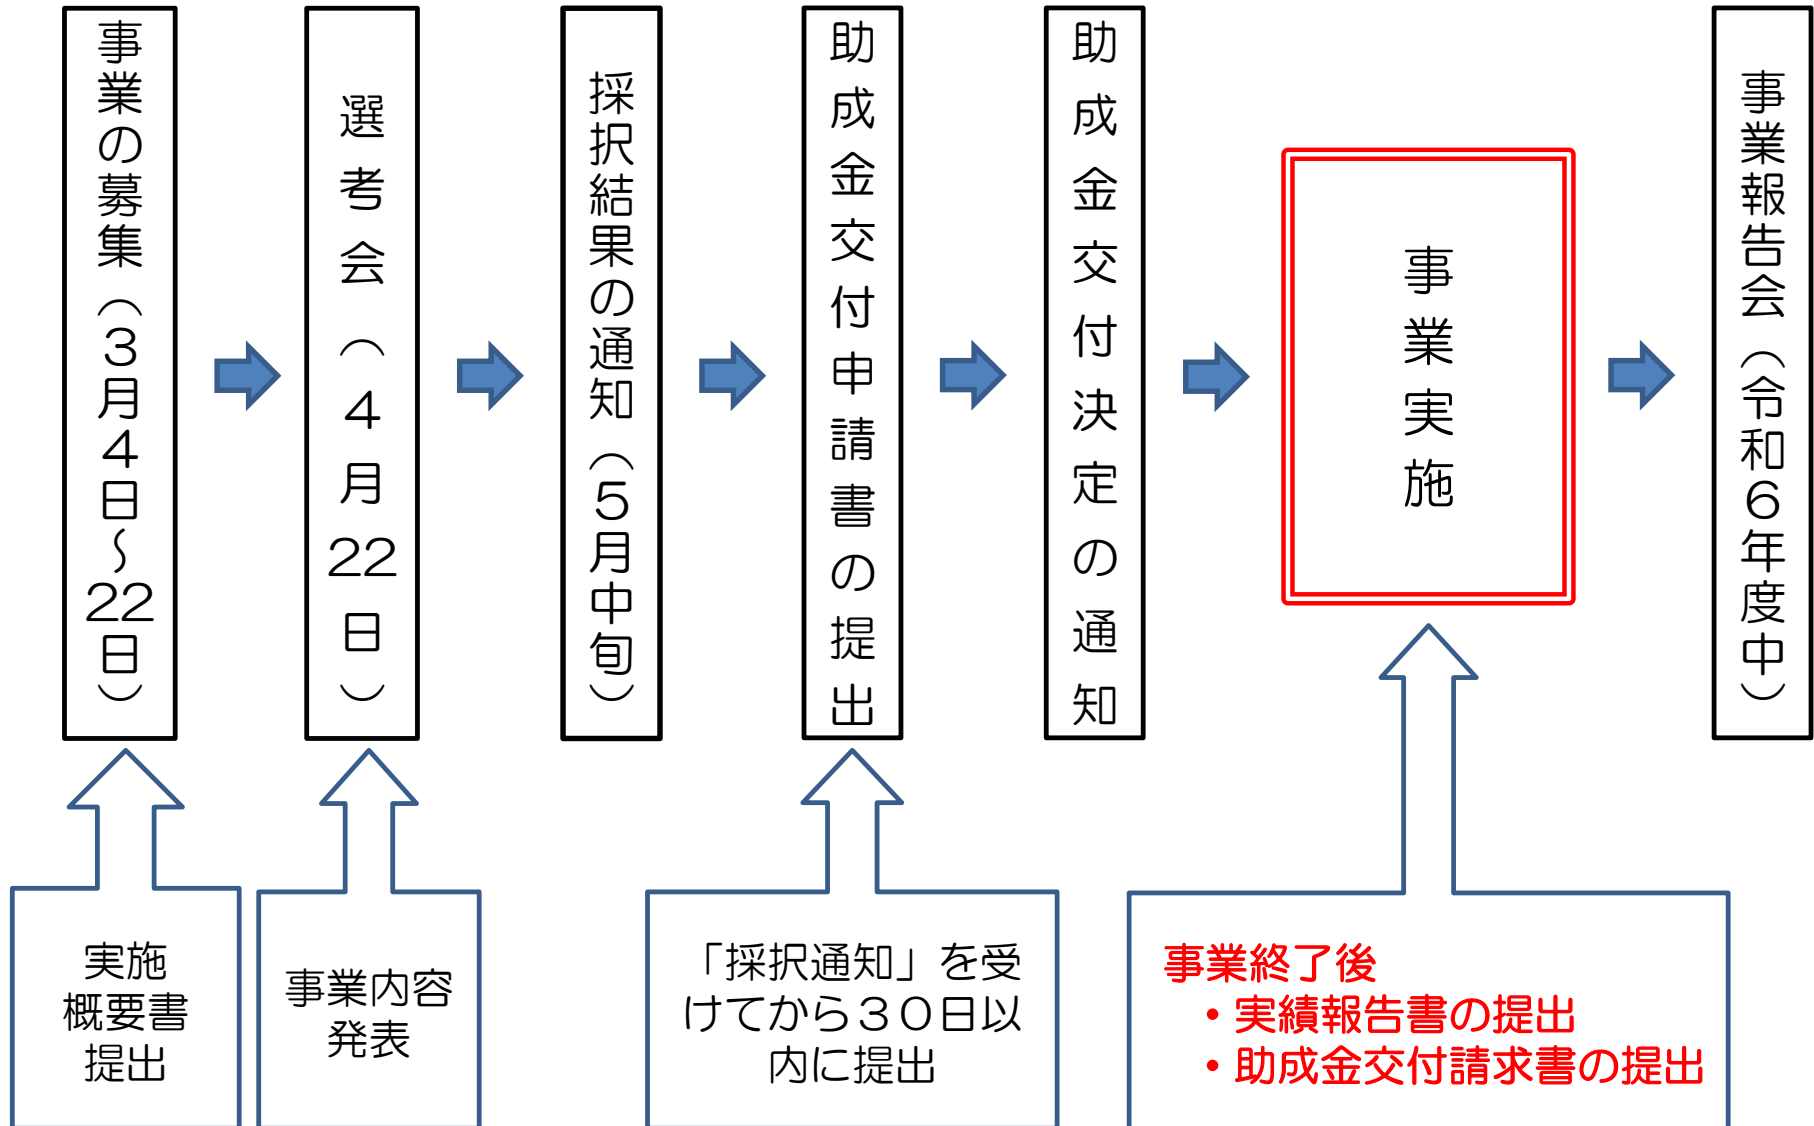 事業の募集（３月４日～22日）
選考会（４月22日）
採択結果の通知（５月中旬）
助成金交付申請書の提出
助成金交付決定の通知
事業実施
事業報告会（令和６年度中）
実施
概要書
提出
事業内容
発表
「採択通知」を受
けてから３０日以
内に提出
事業終了後
・実績報告書の提出
・助成金交付請求書の提出